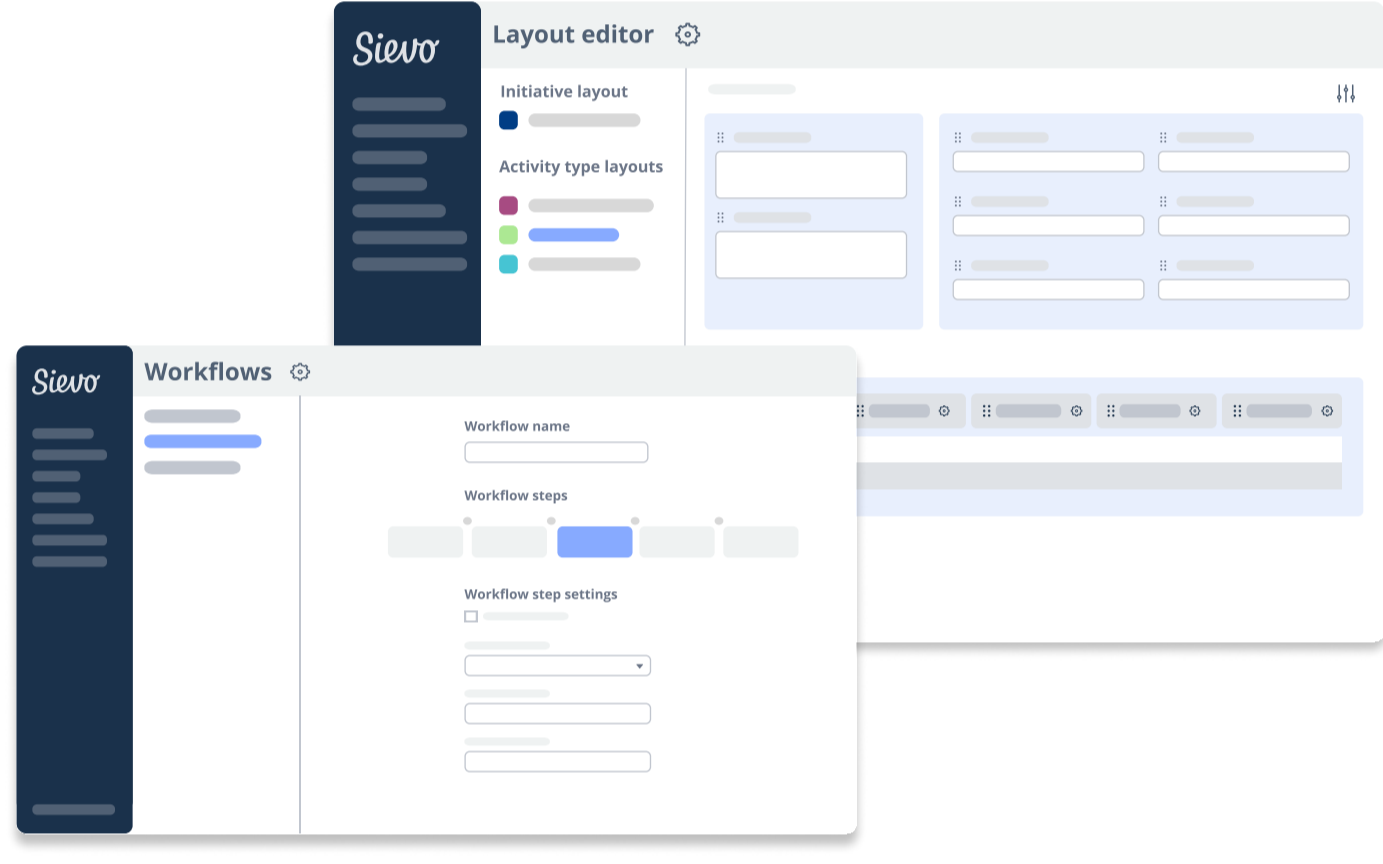 Sievo
Layout editor
Initiative layout
Activity type layouts
Sievo
Workflows
Workflow name
Workflow steps
Workflow step settings